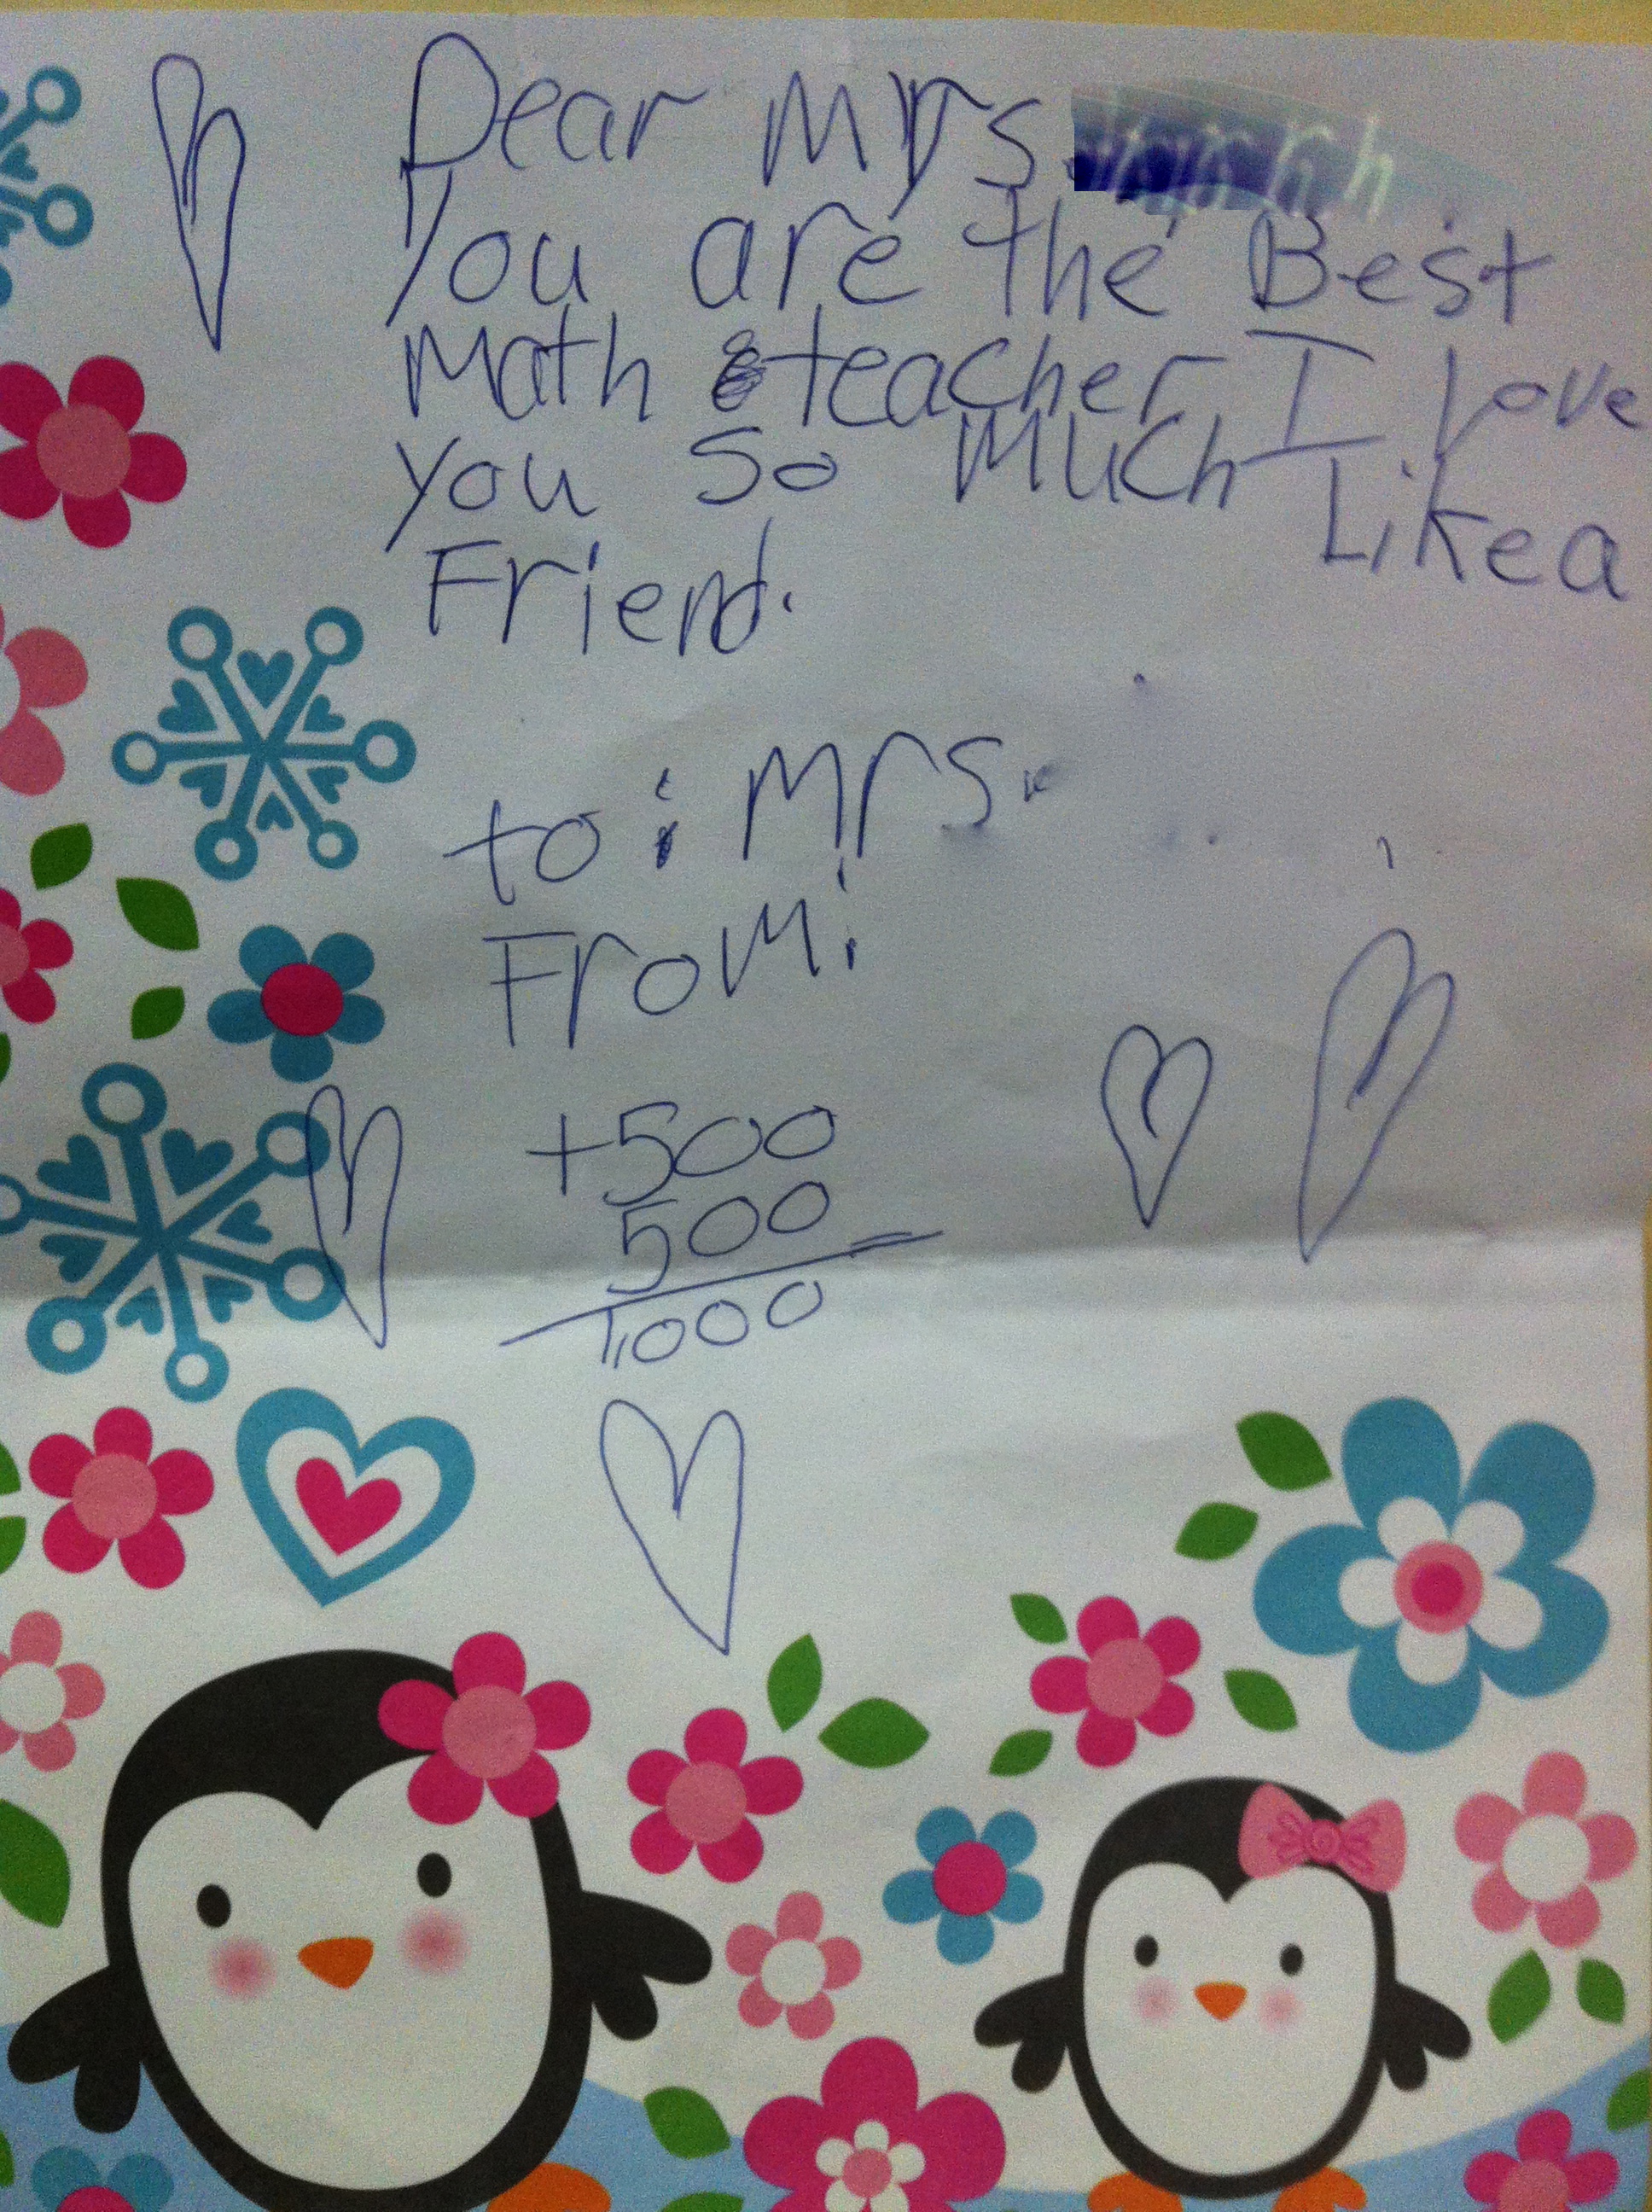 Dear Mrs.
You are the Best
Math teacher I love
you So Much Like a
Friend.
to: Mrs.
From:
+500
500=
1,000